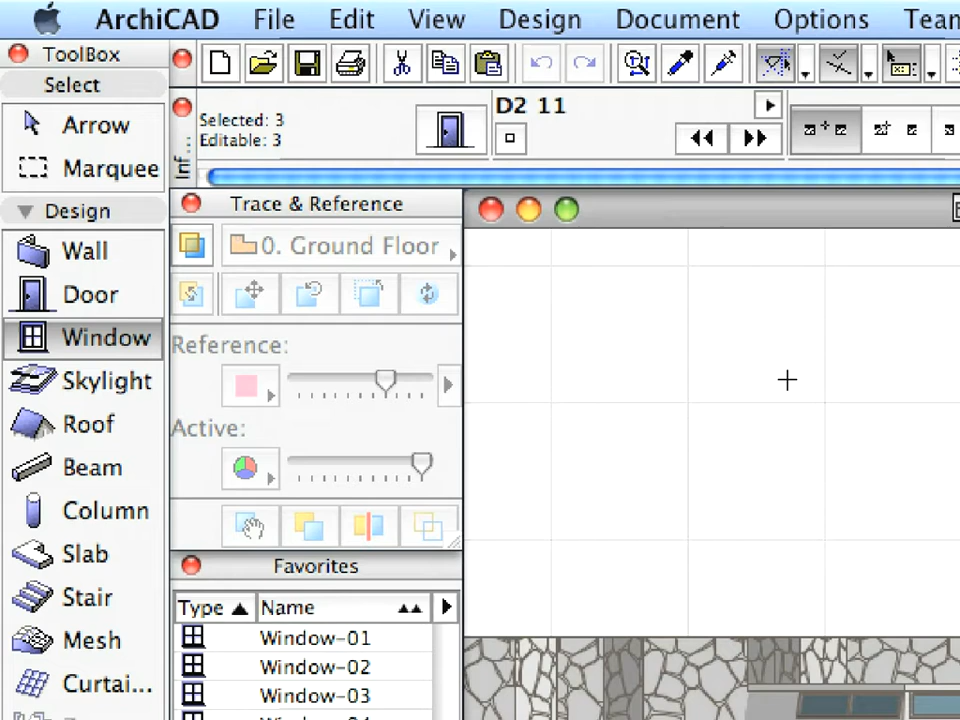 ArchiCAD File Edit View Design Document Options Team
ToolBox
Select
Arrow
Marquee
Design
Wall
Door
Window
Skylight
Roof
Beam
Column
Slab
Stair
Mesh
Curtai...
Selected: 3
Editable: 3
D2 11
Inf
Trace & Reference
0. Ground Floor
Reference:
Active:
Favorites
Type Name
Window-01
Window-02
Window-03